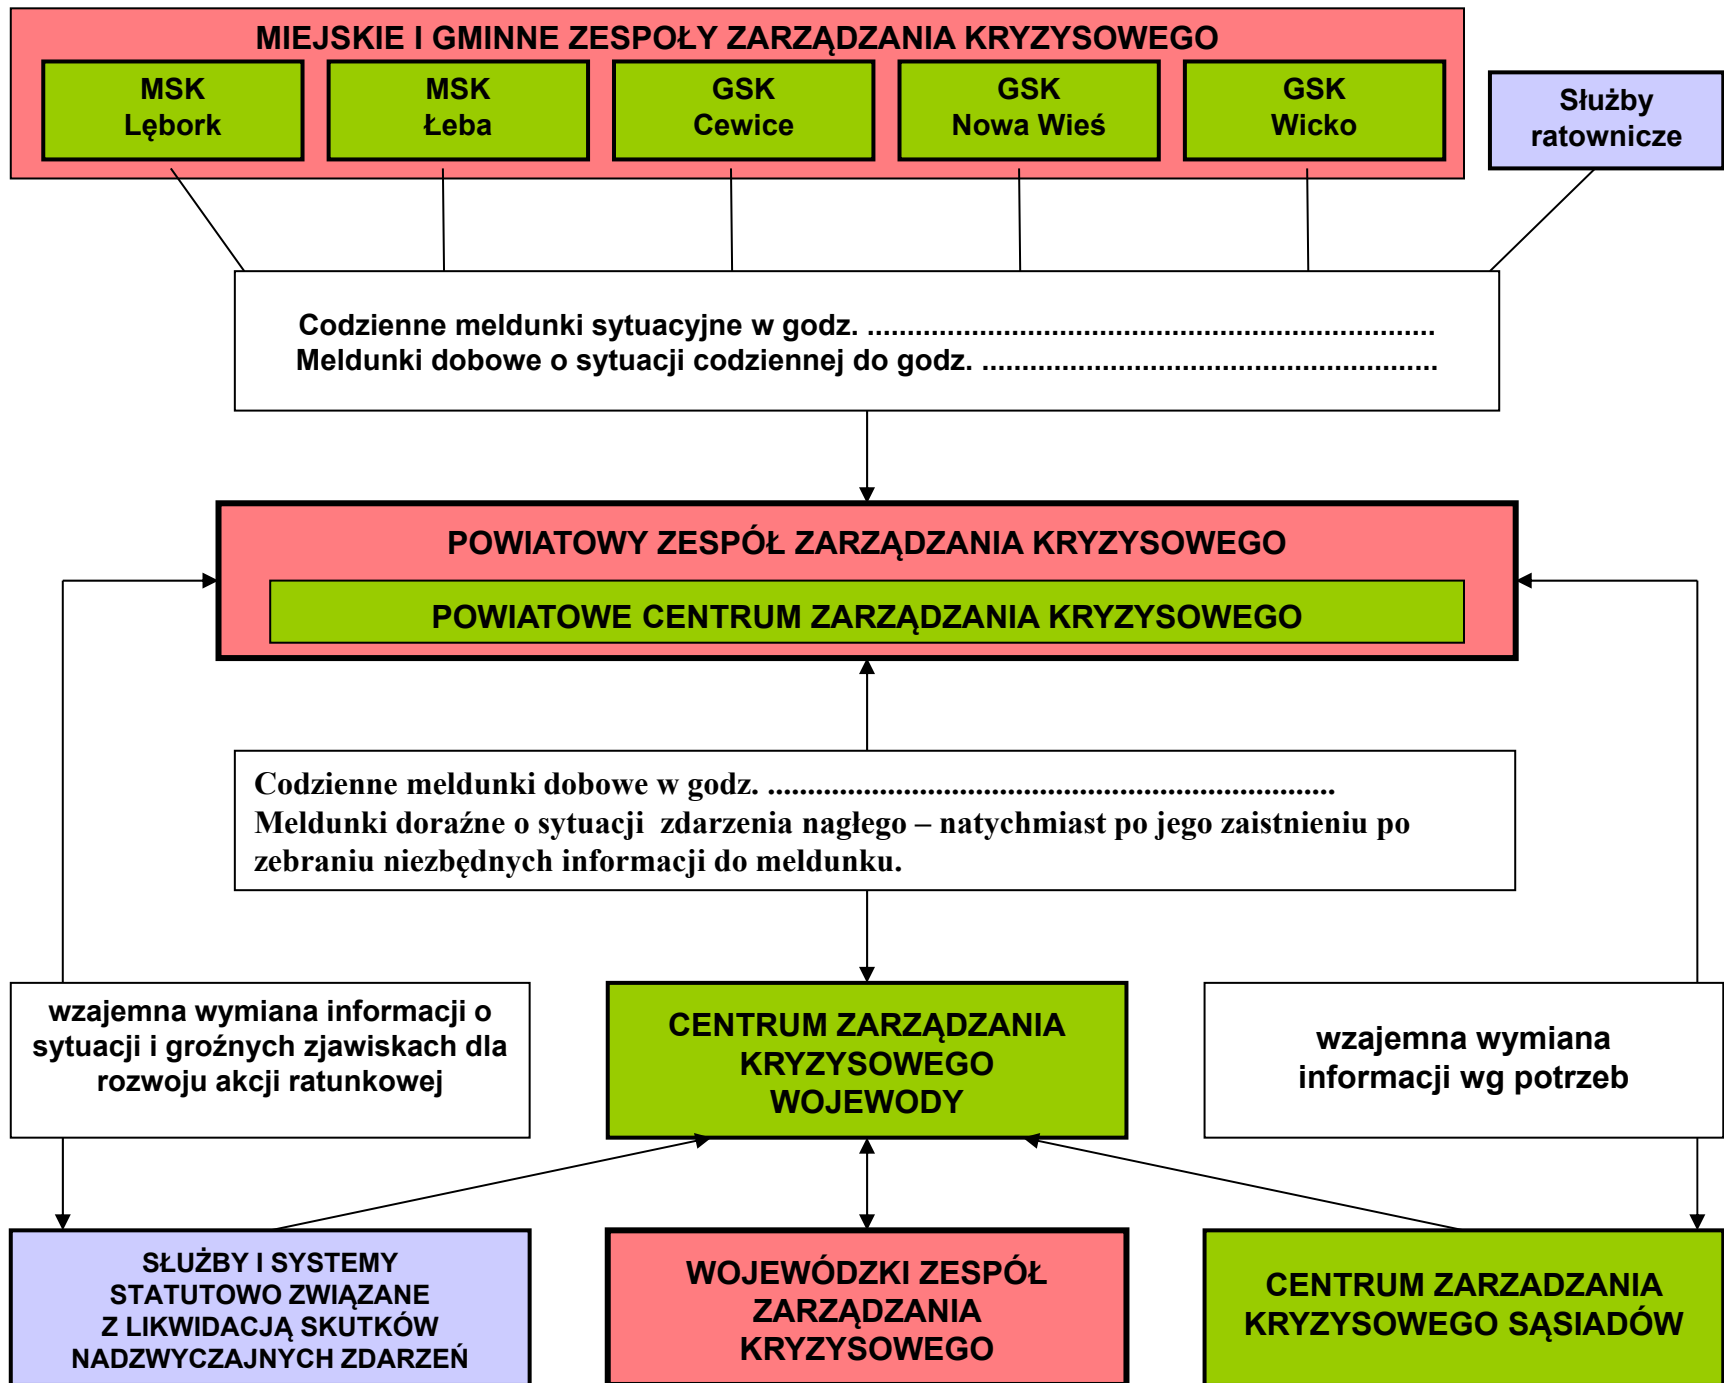 MIEJSKIE I GMINNE ZESPOŁY ZARZĄDZANIA KRYZYSOWEGO
MSK
Lębork
MSK
Łeba
GSK
Cewice
GSK
Nowa Wieś
GSK
Wicko
Służby
ratownicze
Codzienne meldunki sytuacyjne w godz. .......................................................................
Meldunki dobowe o sytuacji codziennej do godz. .........................................................
POWIATOWY ZESPÓŁ ZARZĄDZANIA KRYZYSOWEGO
POWIATOWE CENTRUM ZARZĄDZANIA KRYZYSOWEGO
Codzienne meldunki dobowe w godz. .......................................................................
Meldunki doraźne o sytuacji  zdarzenia nagłego – natychmiast po jego zaistnieniu po
zebraniu niezbędnych informacji do meldunku.
wzajemna wymiana informacji o
sytuacji i groźnych zjawiskach dla
rozwoju akcji ratunkowej
CENTRUM ZARZĄDZANIA
KRYZYSOWEGO
WOJEWODY
wzajemna wymiana
informacji wg potrzeb
SŁUŻBY I SYSTEMY
STATUTOWO ZWIĄZANE
Z LIKWIDACJĄ SKUTKÓW
NADZWYCZAJNYCH ZDARZEŃ
WOJEWÓDZKI ZESPÓŁ
ZARZĄDZANIA
KRYZYSOWEGO
CENTRUM ZARZADZANIA
KRYZYSOWEGO SĄSIADÓW